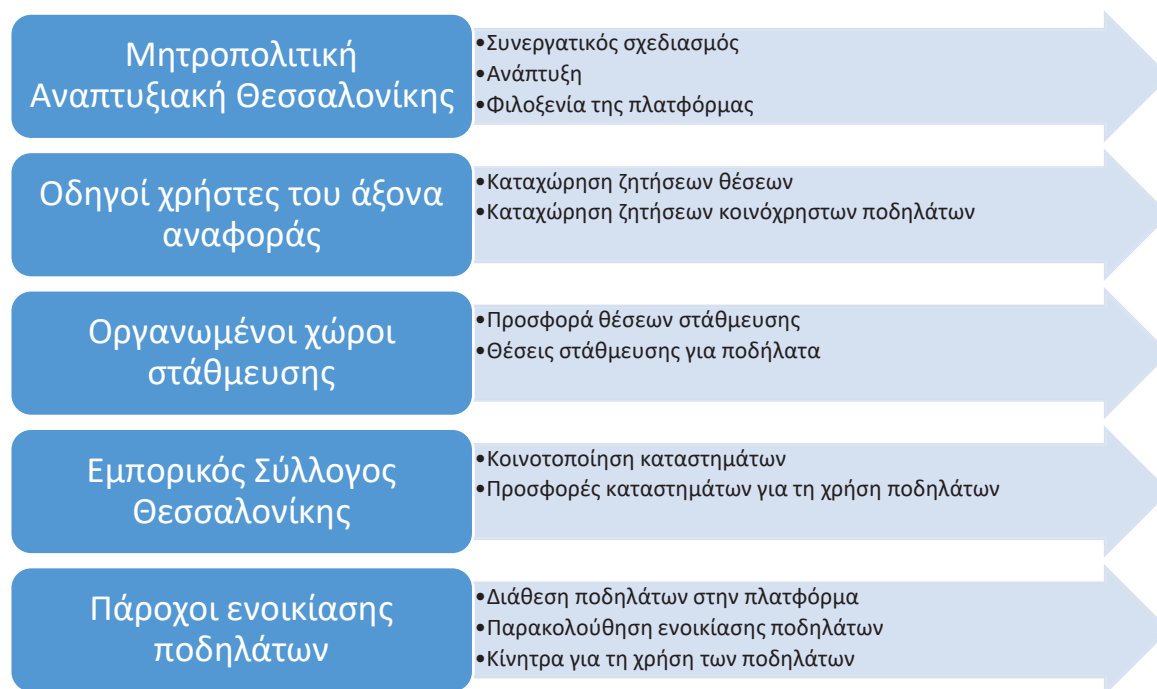 Μητροπολιτική
Αναπτυξιακή Θεσσαλονίκης
•Συνεργατικός σχεδιασμός
•Ανάπτυξη
•Φιλοξενία της πλατφόρμας
Οδηγοί χρήστες του άξονα
αναφοράς
•Καταχώρηση ζητήσεων θέσεων
•Καταχώρηση ζητήσεων κοινόχρηστων ποδηλάτων
Οργανωμένοι χώροι
στάθμευσης
•Προσφορά θέσεων στάθμευσης
•Θέσεις στάθμευσης για ποδήλατα
Εμπορικός Σύλλογος
Θεσσαλονίκης
•Κοινοτοποίηση καταστημάτων
•Προσφορές καταστημάτων για τη χρήση ποδηλάτων
Πάροχοι ενοικίασης
ποδηλάτων
•Διάθεση ποδηλάτων στην πλατφόρμα
•Παρακολούθηση ενοικίασης ποδηλάτων
•Κίνητρα για τη χρήση των ποδηλάτων